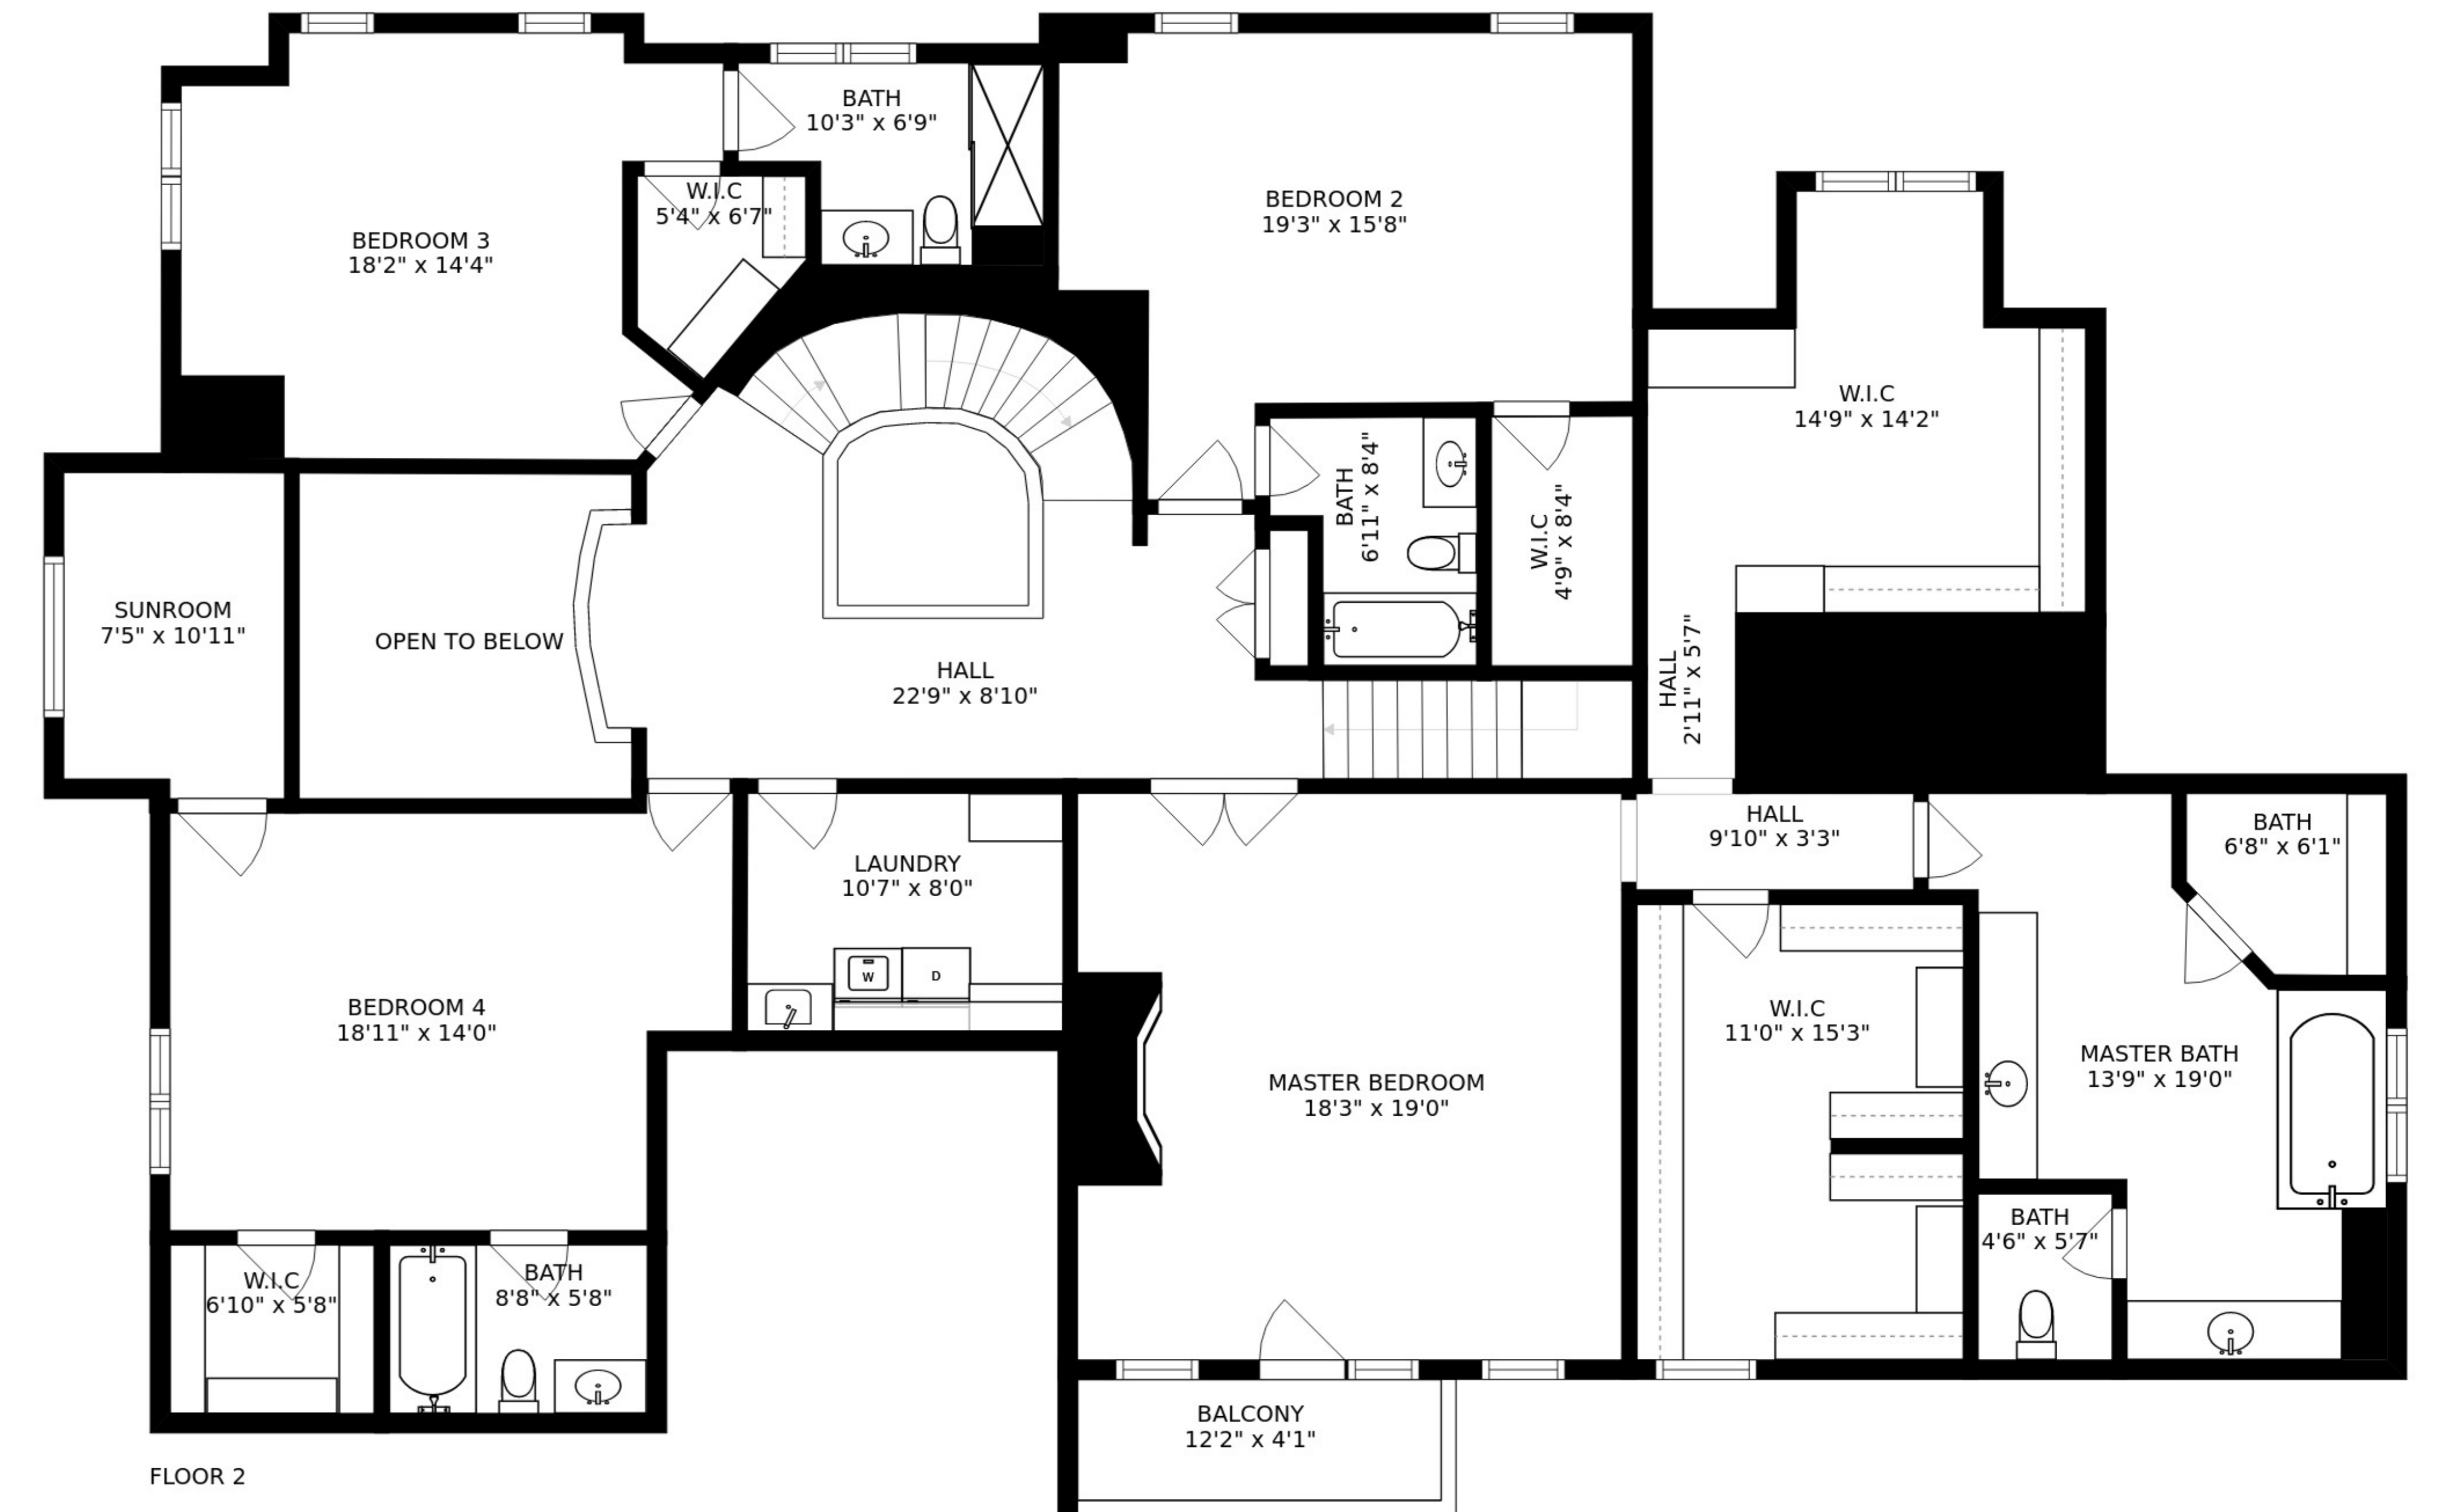 BATH
10'3" x 6'9"
W.I.C
5'4" x 6'7"
BEDROOM 2
19'3" x 15'8"
BEDROOM 3
18'2" x 14'4"
W.I.C
14'9" x 14'2"
BATH
6'11" x 8'4"
W.I.C
4'9" x 8'4"
SUNROOM
7'5" x 10'11"
OPEN TO BELOW
HALL
22'9" x 8'10"
HALL
2'11" x 5'7"
HALL
9'10" x 3'3"
BATH
6'8" x 6'1"
LAUNDRY
10'7" x 8'0"
W
D
BEDROOM 4
18'11" x 14'0"
W.I.C
11'0" x 15'3"
MASTER BATH
13'9" x 19'0"
MASTER BEDROOM
18'3" x 19'0"
BATH
4'6" x 5'7"
W.I.C
6'10" x 5'8"
BATH
8'8" x 5'8"
BALCONY
12'2" x 4'1"
FLOOR 2